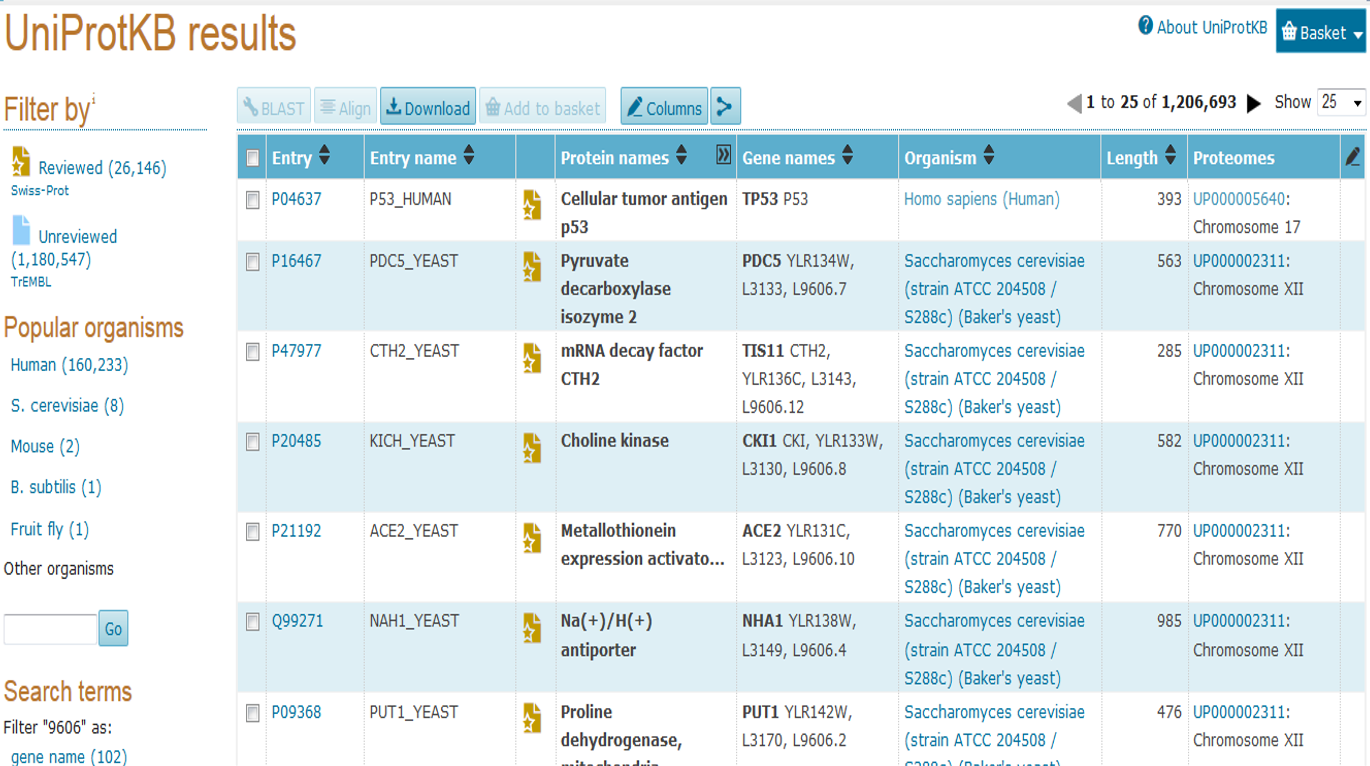 UniProtKB results
About UniProtKB
Basket
Filter by i
BLAST
Align
Download
Add to basket
Columns
1 to 25 of 1,206,693
Show 25
Reviewed (26,146)
Swiss-Prot
Unreviewed
(1,180,547)
TrEMBL
Popular organisms
Human (160,233)
S. cerevisiae (8)
Mouse (2)
B. subtilis (1)
Fruit fly (1)
Other organisms
Go
Search terms
Filter "9606" as:
gene name (102)
Entry Entry name Protein names Gene names Organism Length Proteomes
P04637 P53_HUMAN Cellular tumor antigen TP53 P53 Homo sapiens (Human) 393 UP000005640:
p53 Chromosome 17
P16467 PDC5_YEAST Pyruvate PDC5 YLR134W, Saccharomyces cerevisiae 563 UP000002311:
decarboxylase L3133, L9606.7 (strain ATCC 204508 / Chromosome XII
isozyme 2 S288c) (Baker's yeast)
P47977 CTH2_YEAST mRNA decay factor TIS11 CTH2, Saccharomyces cerevisiae 285 UP000002311:
CTH2 YLR136C, L3143, (strain ATCC 204508 / Chromosome XII
L9606.12 S288c) (Baker's yeast)
P20485 KICH_YEAST Choline kinase CKI1 CKI, YLR133W, Saccharomyces cerevisiae 582 UP000002311:
L3130, L9606.8 (strain ATCC 204508 / Chromosome XII
S288c) (Baker's yeast)
P21192 ACE2_YEAST Metallothionein ACE2 YLR131C, Saccharomyces cerevisiae 770 UP000002311:
expression activato... L3123, L9606.10 (strain ATCC 204508 / Chromosome XII
S288c) (Baker's yeast)
Q99271 NAH1_YEAST Na(+)/H(+) NHA1 YLR138W, Saccharomyces cerevisiae 985 UP000002311:
antiporter L3149, L9606.4 (strain ATCC 204508 / Chromosome XII
S288c) (Baker's yeast)
P09368 PUT1_YEAST Proline PUT1 YLR142W, Saccharomyces cerevisiae 476 UP000002311:
dehydrogenase, L3170, L9606.2 (strain ATCC 204508 / Chromosome XII